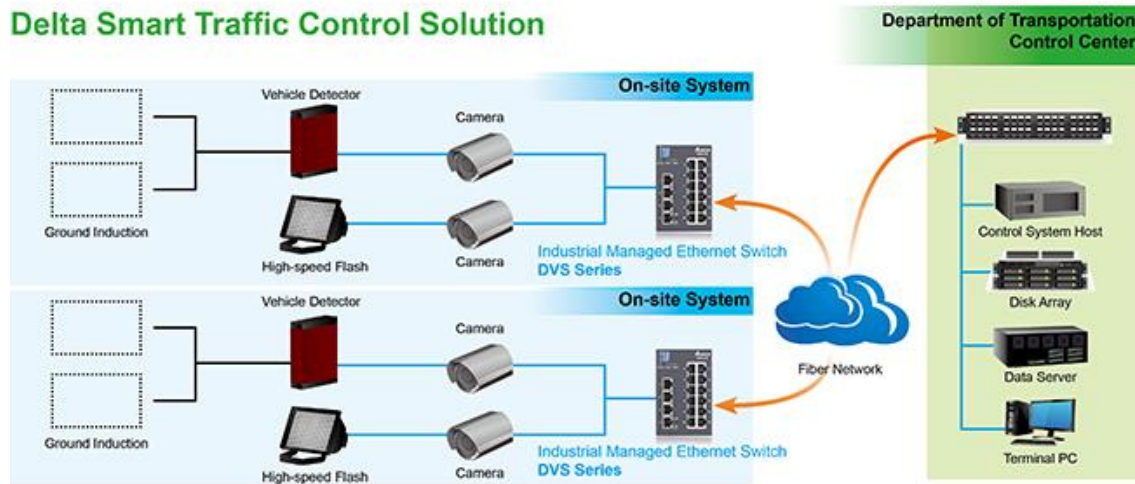 Delta Smart Traffic Control Solution
Department of Transportation
Control Center
On-site System
Vehicle Detector
Camera
Ground Induction
High-speed Flash
Camera
Industrial Managed Ethernet Switch
DVS Series
On-site System
Vehicle Detector
Camera
Ground Induction
High-speed Flash
Camera
Industrial Managed Ethernet Switch
DVS Series
Fiber Network
Control System Host
Disk Array
Data Server
Terminal PC